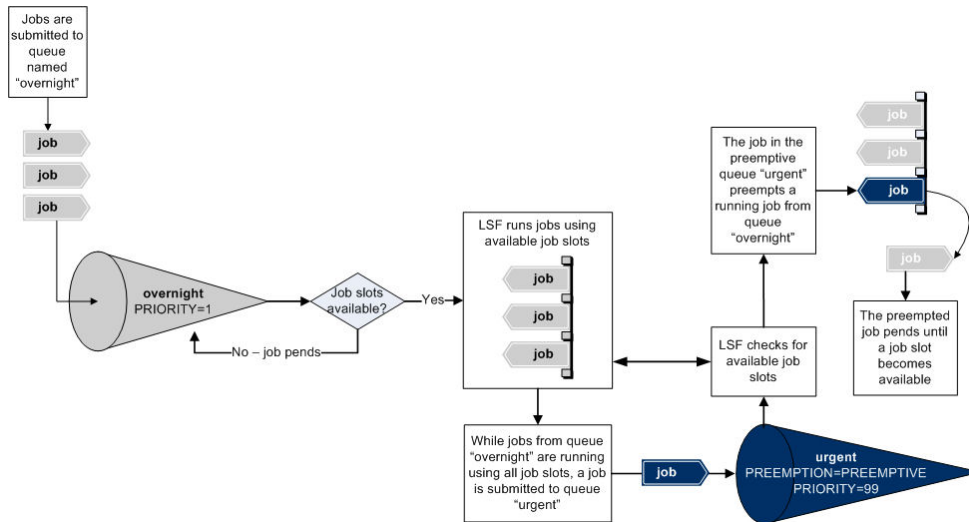 Jobs are
submitted to
queue
named
“overnight”
job
job
job
overnight
PRIORITY=1
Job slots
available?
Yes
No – job pends
LSF runs jobs using
available job slots
job
job
job
While jobs from queue
“overnight” are running
using all job slots, a job
is submitted to queue
“urgent”
job
urgent
PREEMPTION=PREEMPTIVE
PRIORITY=99
LSF checks for
available job
slots
The job in the
preemptive
queue “urgent”
preempts a
running job from
queue
“overnight”
job
job
job
job
The preempted
job pends until
a job slot
becomes
available